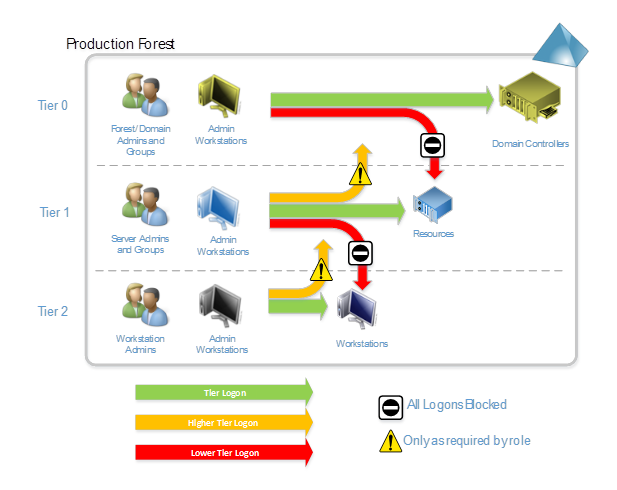 Production Forest
Tier 0
Forest/Domain
Admins and
Groups
Admin
Workstations
Domain Controllers
Tier 1
Server Admins
and Groups
Admin
Workstations
Resources
Tier 2
Workstation
Admins
Admin
Workstations
Workstations
Tier Logon
Higher Tier Logon
Lower Tier Logon
All Logons Blocked
Only as required by role